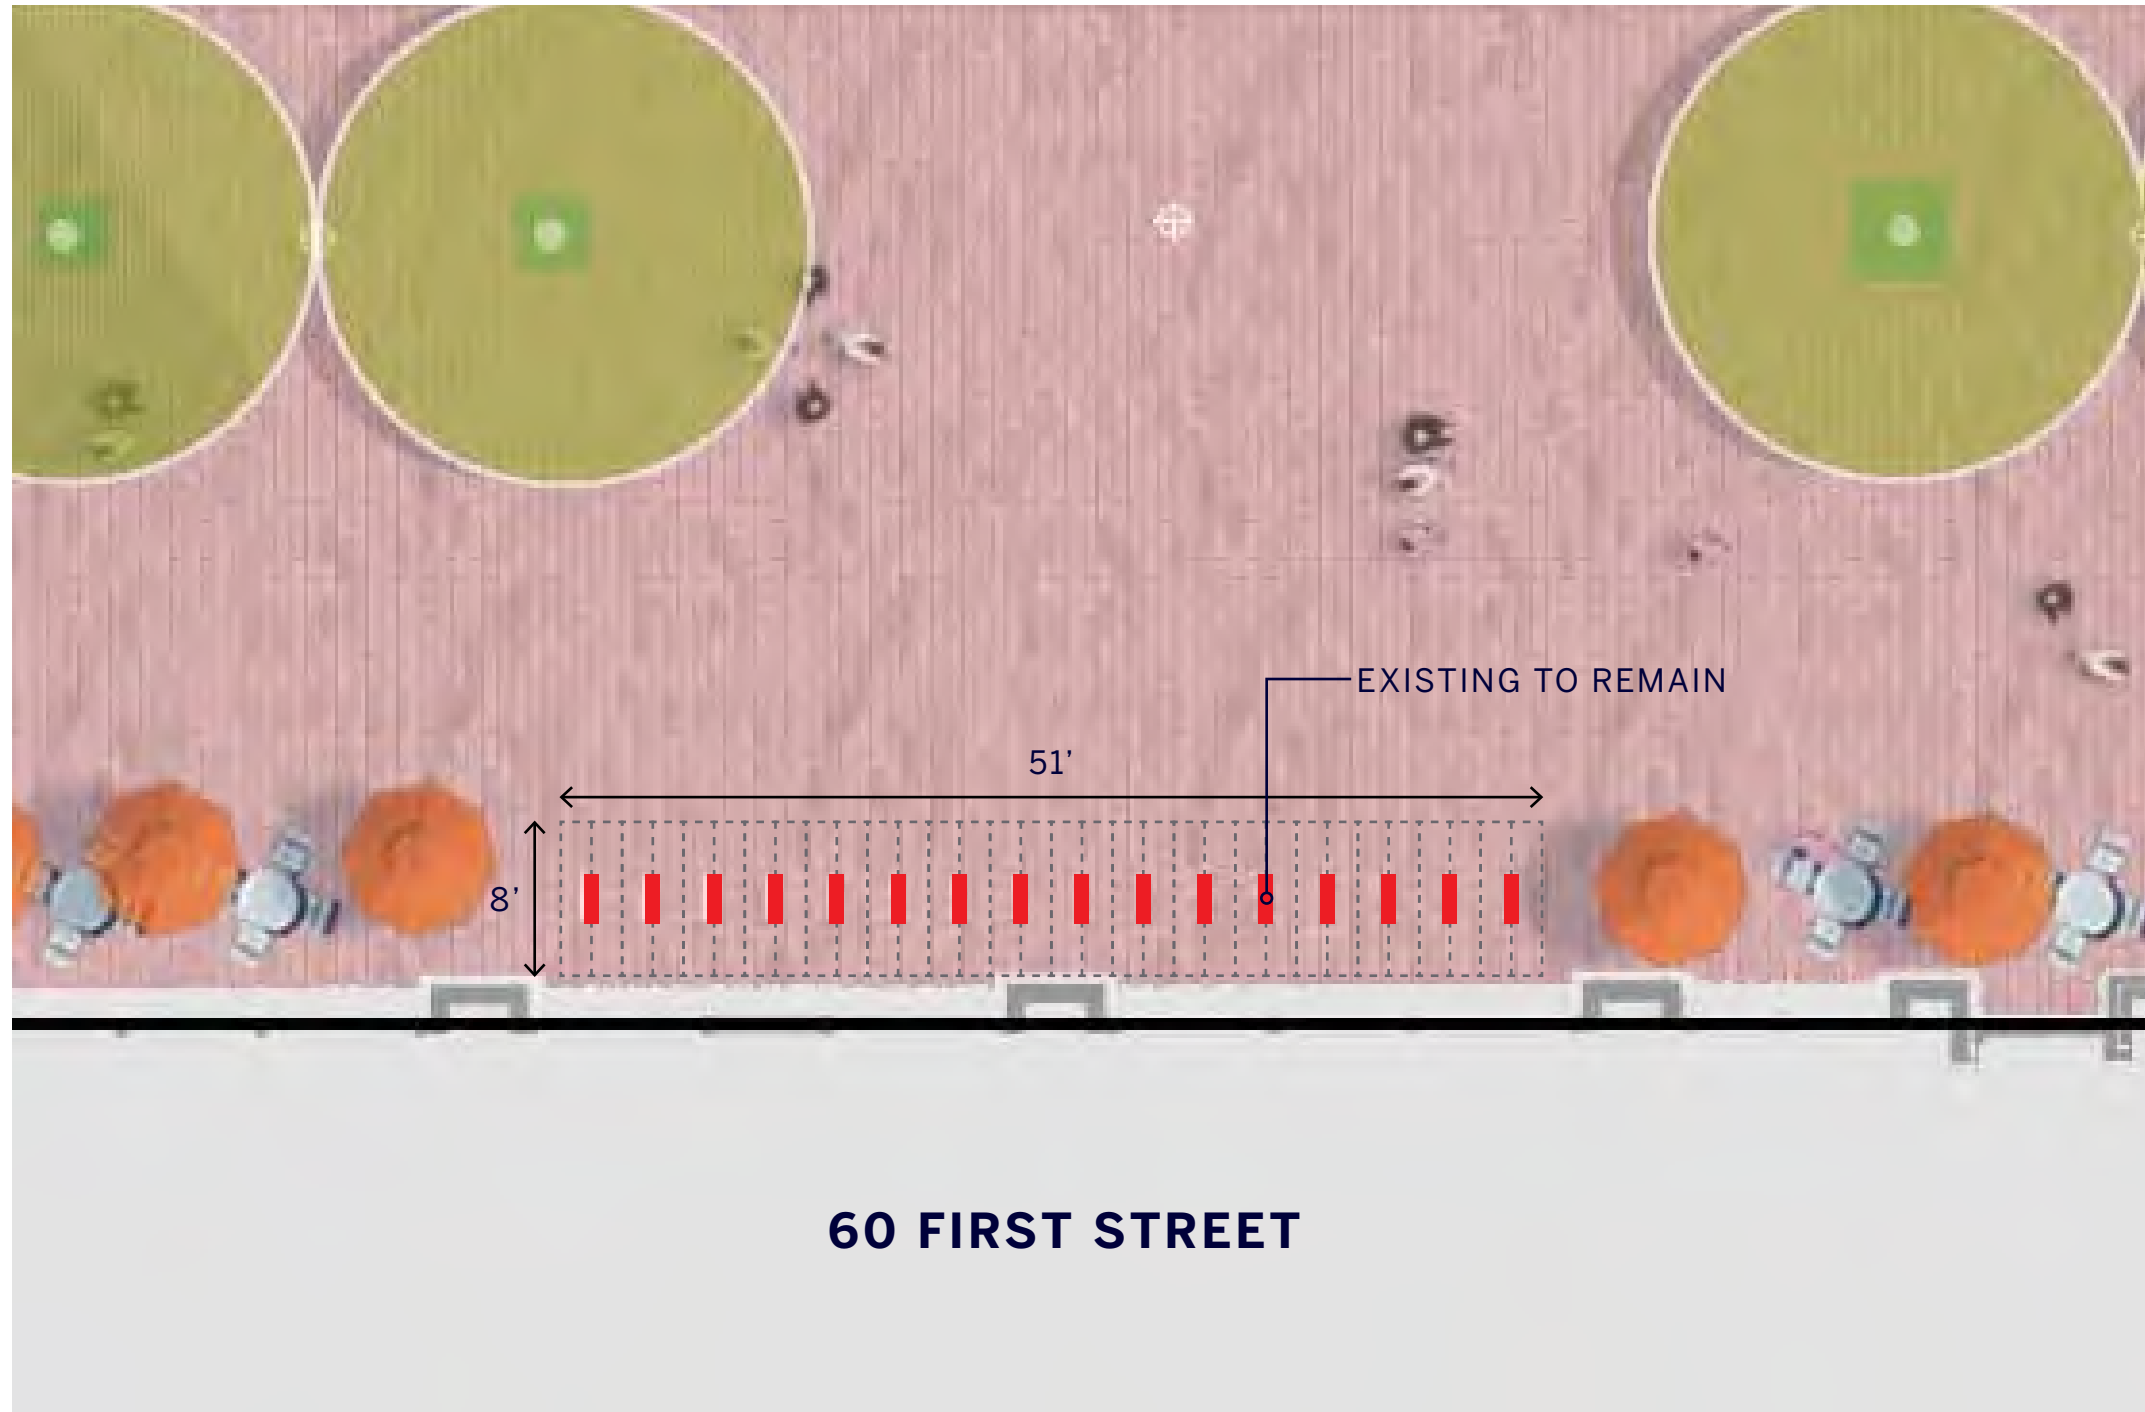 EXISTING TO REMAIN
51’
8’
60 FIRST STREET